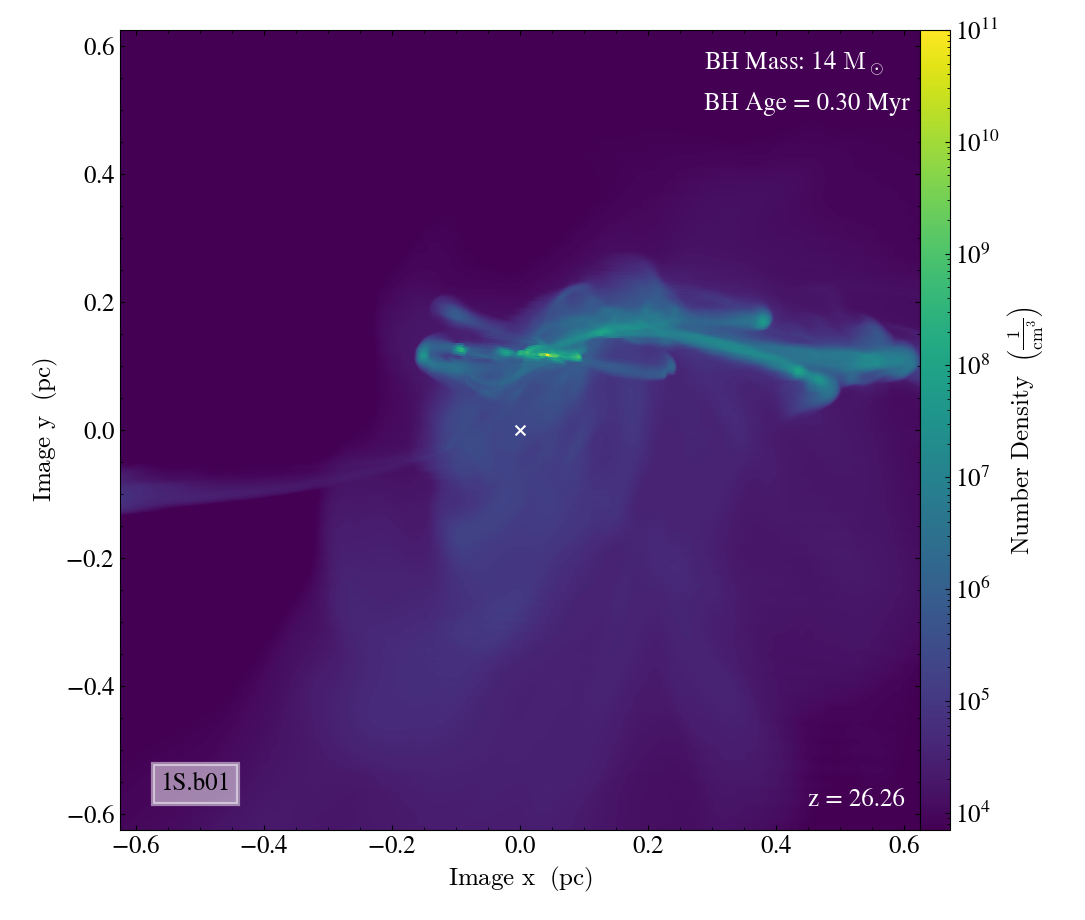 BH Mass: 14 M☉
BH Age = 0.30 Myr
1S.b01
z = 26.26
0.6
0.4
0.2
0.0
−0.2
−0.4
−0.6
Image y (pc)
−0.6 −0.4 −0.2 0.0 0.2 0.4 0.6
Image x (pc)
10¹¹
10¹⁰
10⁹
10⁸
10⁷
10⁶
10⁵
10⁴
Number Density (1/cm³)